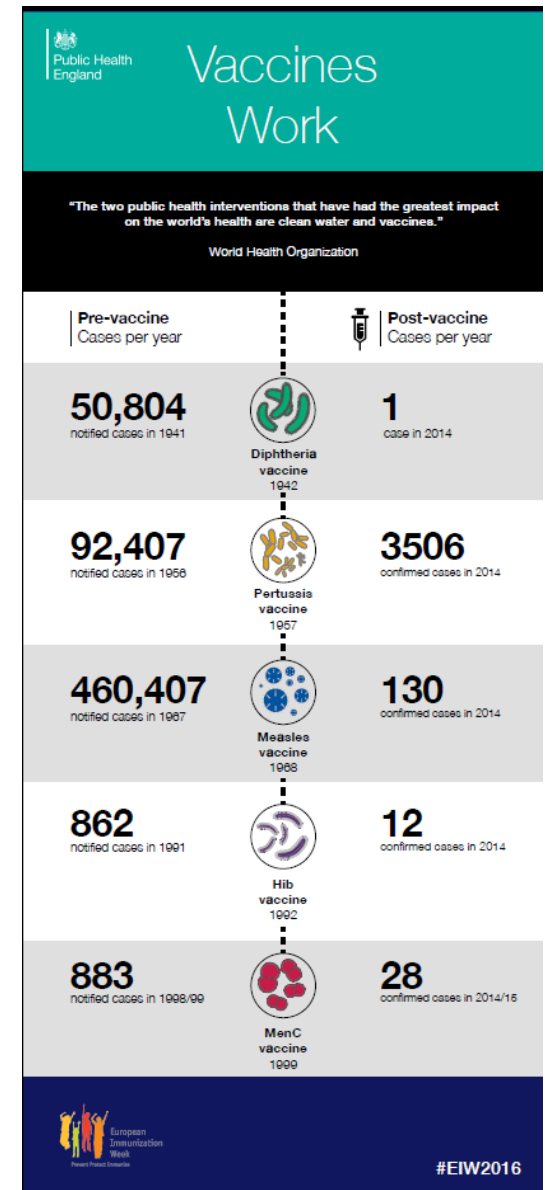 Public Health
England
Vaccines
Work
“The two public health interventions that have had the greatest impact
on the world’s health are clean water and vaccines.”
World Health Organization
Pre-vaccine
Cases per year
Post-vaccine
Cases per year
50,804
notified cases in 1941
Diphtheria
vaccine
1942
1
case in 2014
92,407
notified cases in 1956
Pertussis
vaccine
1957
3506
confirmed cases in 2014
460,407
notified cases in 1967
Measles
vaccine
1968
130
confirmed cases in 2014
862
notified cases in 1991
Hib
vaccine
1992
12
confirmed cases in 2014
883
notified cases in 1998/99
MenC
vaccine
1999
28
confirmed cases in 2014/15
European
Immunization
Week
Prevent Protect Immunize
#EIW2016